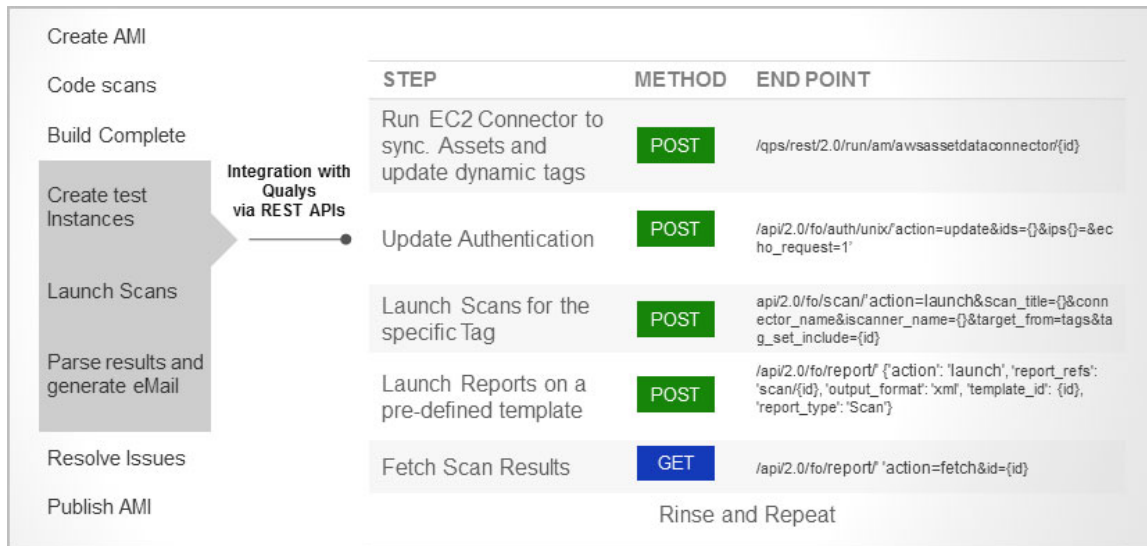 Create AMI
Code scans
Build Complete
Create test
Instances
Launch Scans
Parse results and
generate eMail
Resolve Issues
Publish AMI
Integration with
Qualys
via REST APIs
STEP METHOD END POINT
Run EC2 Connector to
sync. Assets and
update dynamic tags
POST
/qps/rest/2.0/run/am/awsassetdataconnector/{id}
Update Authentication
POST
/api/2.0/fo/auth/unix/'action=update&ids={}&ips{}=&ec
ho_request=1'
Launch Scans for the
specific Tag
POST
api/2.0/fo/scan/'action=launch&scan_title={}&conn
ector_name&iscanner_name={}&target_from=tags&ta
g_set_include={id}
Launch Reports on a
pre-defined template
POST
/api/2.0/fo/report/' {'action': 'launch', 'report_refs':
'scan/{id}, 'output_format': 'xml', 'template_id': {id},
'report_type': 'Scan'}
Fetch Scan Results
GET
/api/2.0/fo/report/' 'action=fetch&id={id}
Rinse and Repeat